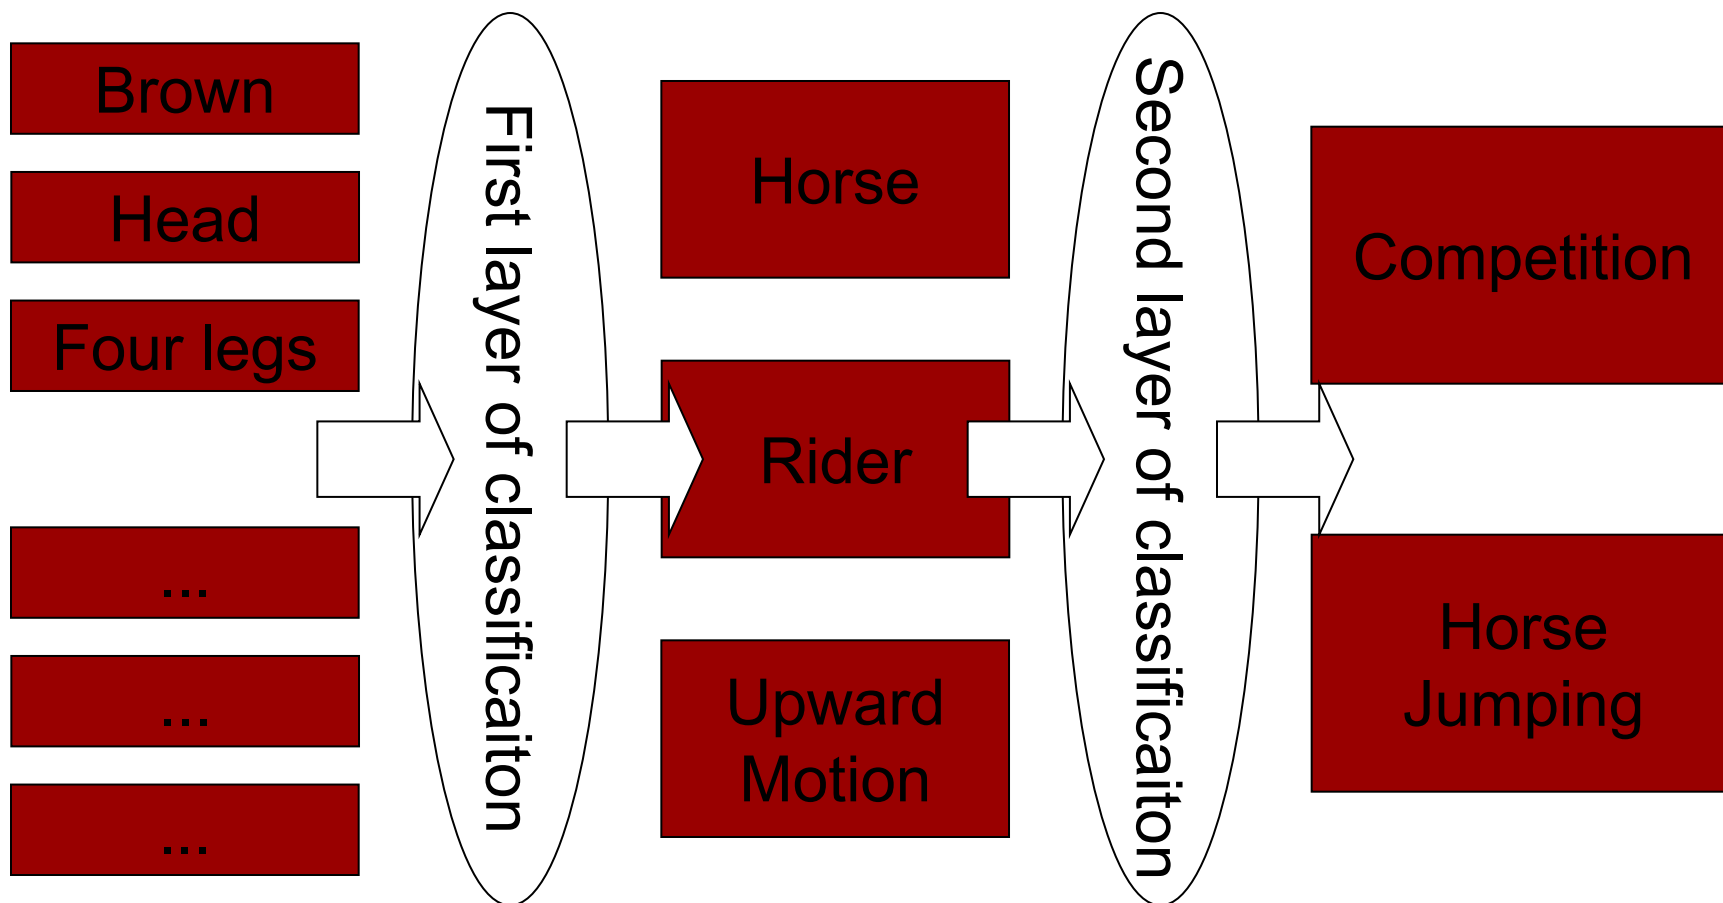 Brown
Head
Four legs
...
...
...
First layer of classificaiton
Horse
Rider
Upward
Motion
Second layer of classificaiton
Competition
Horse
Jumping